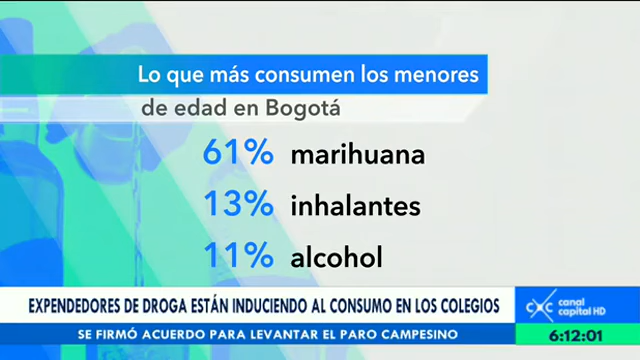 Lo que más consumen los menores
de edad en Bogotá
61% marihuana
13% inhalantes
11% alcohol
EXPENDEDORES DE DROGA ESTÁN INDUCIENDO AL CONSUMO EN LOS COLEGIOS
canal
capital HD
SE FIRMÓ ACUERDO PARA LEVANTAR EL PARO CAMPESINO
6:12:01